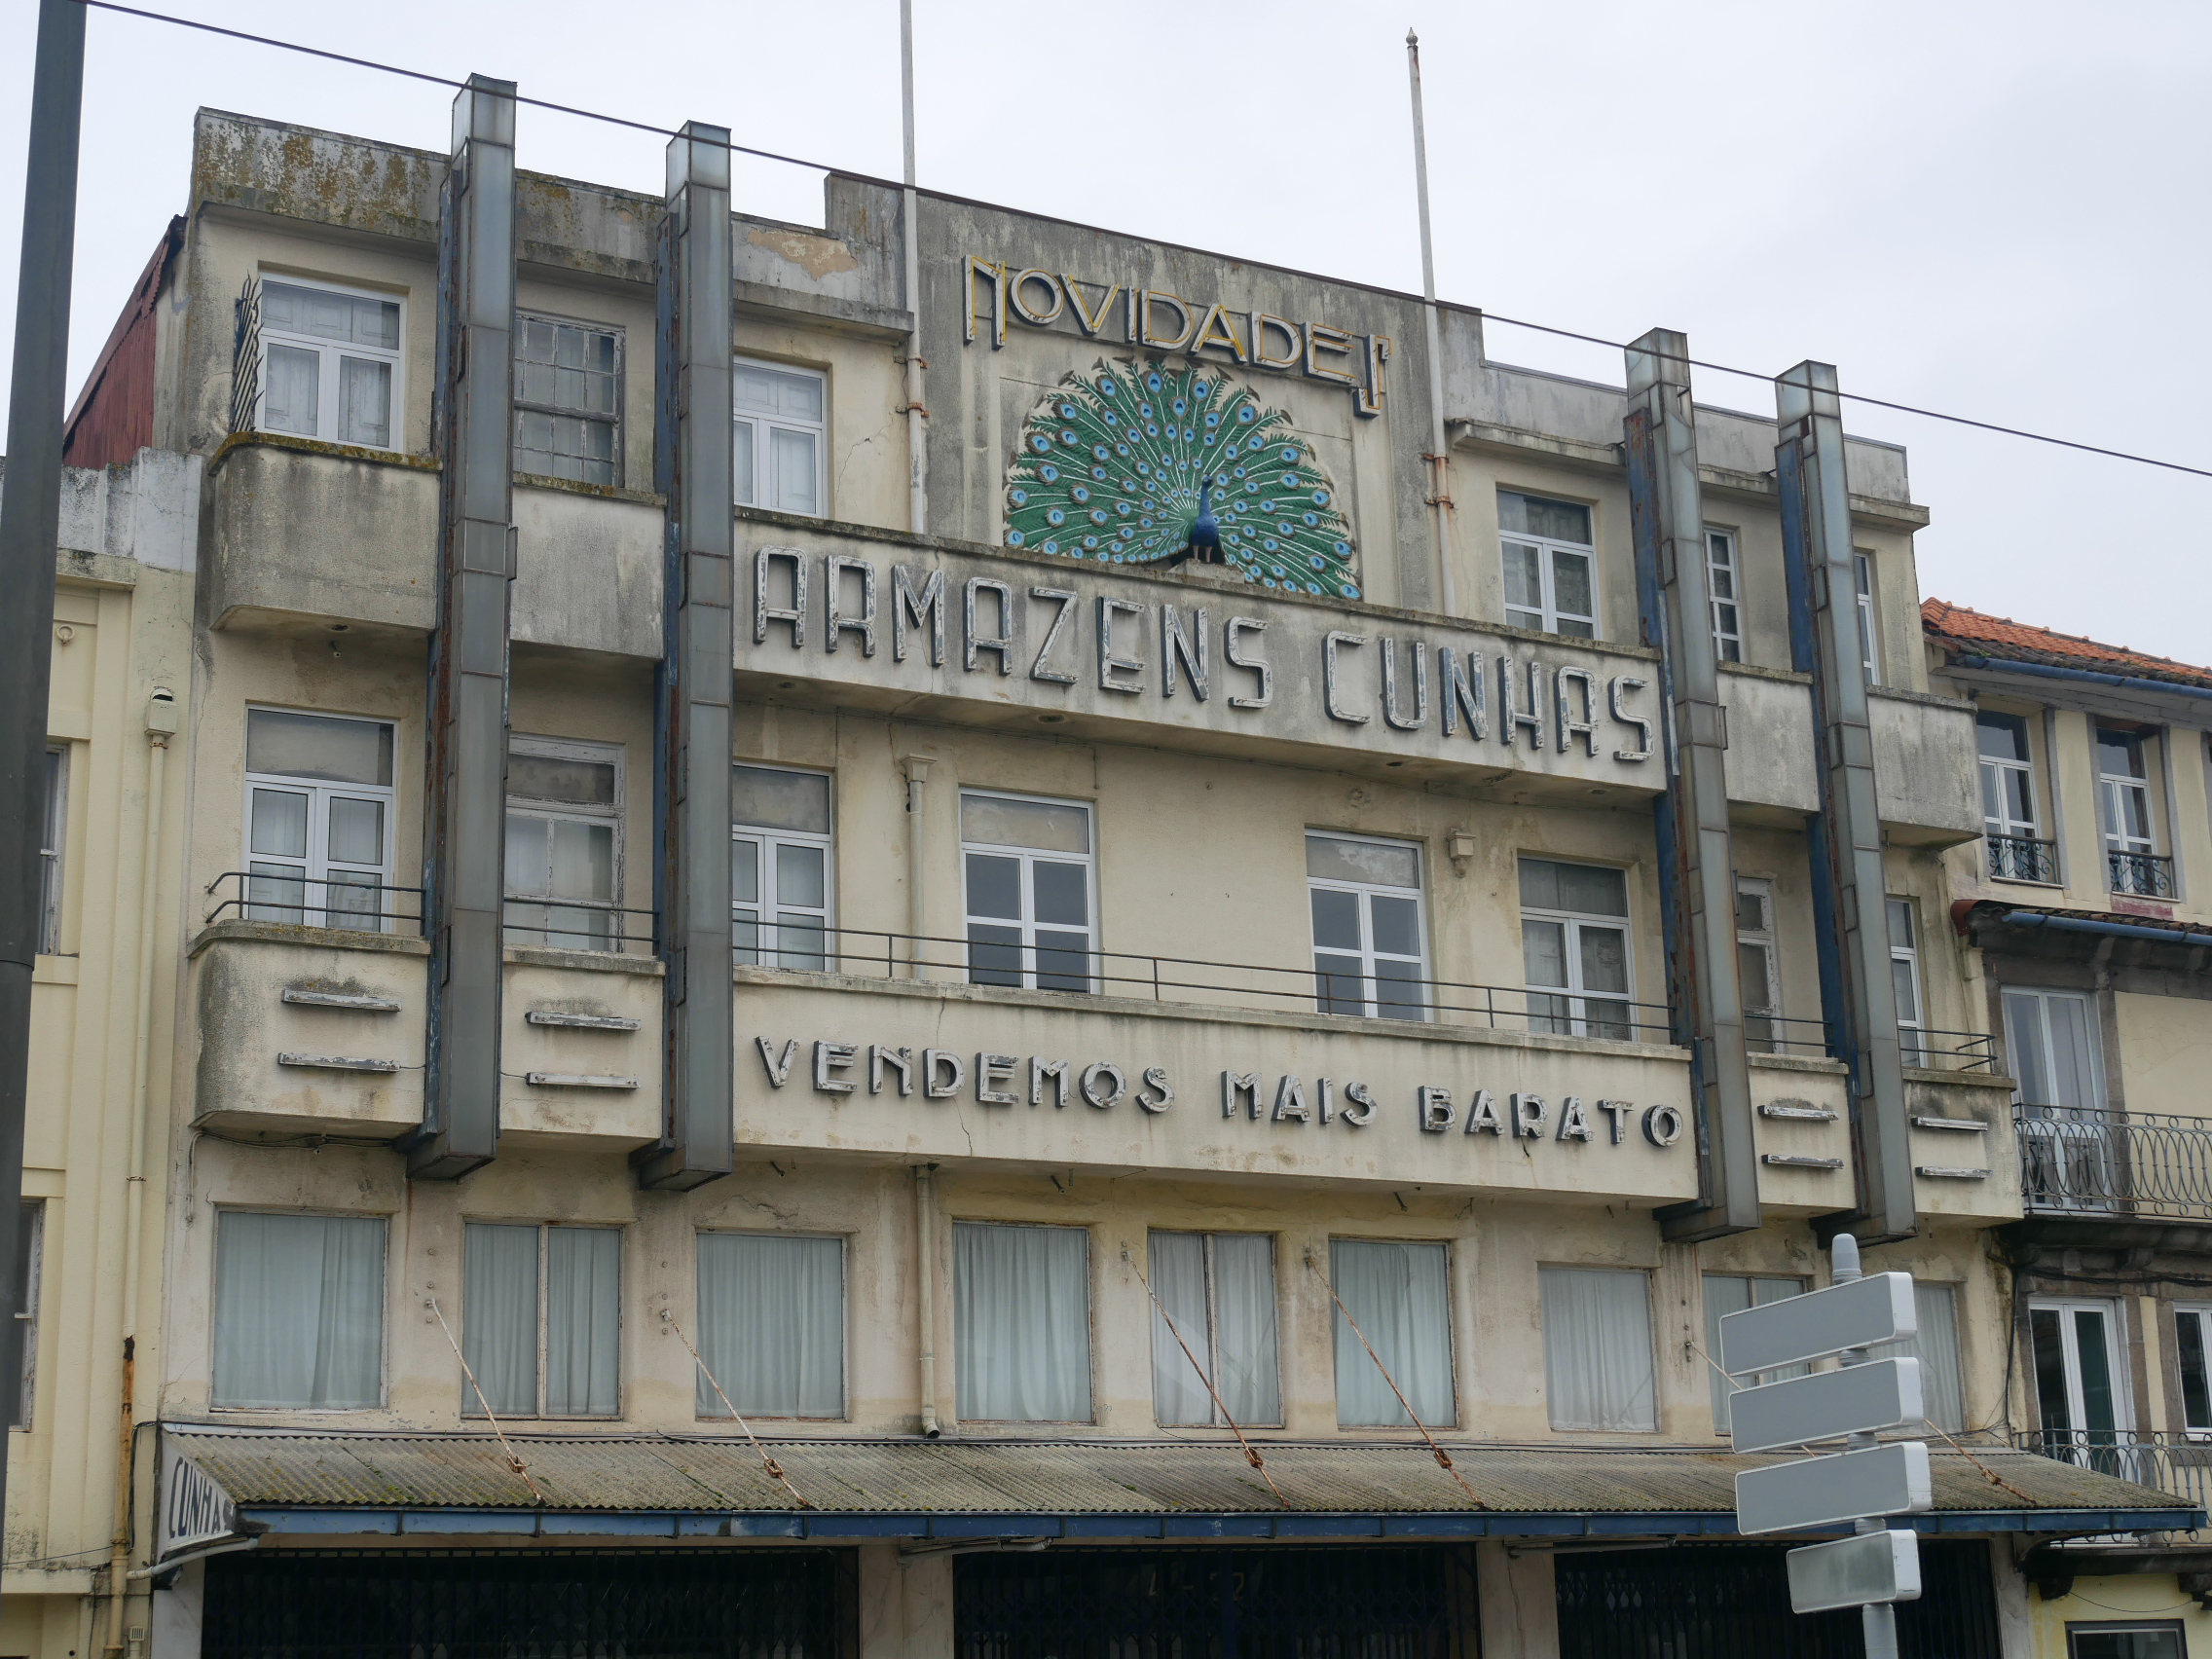 NOVIDADES
ARMAZENS CUNHAS
VENDEMOS MAIS BARATO
CUNHAS